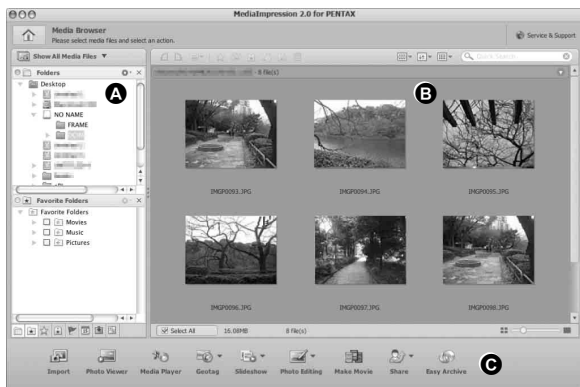 MediaImpression 2.0 for PENTAX
Media Browser
Please select media files and select an action.
Service & Support
Show All Media Files
Quick Search
Folders
- 8 file(s)
Desktop
NO NAME
FRAME
Favorite Folders
Favorite Folders
Movies
Music
Pictures
A
B
IMGP0093.JPG
IMGP0094.JPG
IMGP0095.JPG
IMGP0096.JPG
IMGP0097.JPG
IMGP0098.JPG
Select All
16.08MB
8 file(s)
Import
Photo Viewer
Media Player
Geotag
Slideshow
Photo Editing
Make Movie
Share
Easy Archive
C